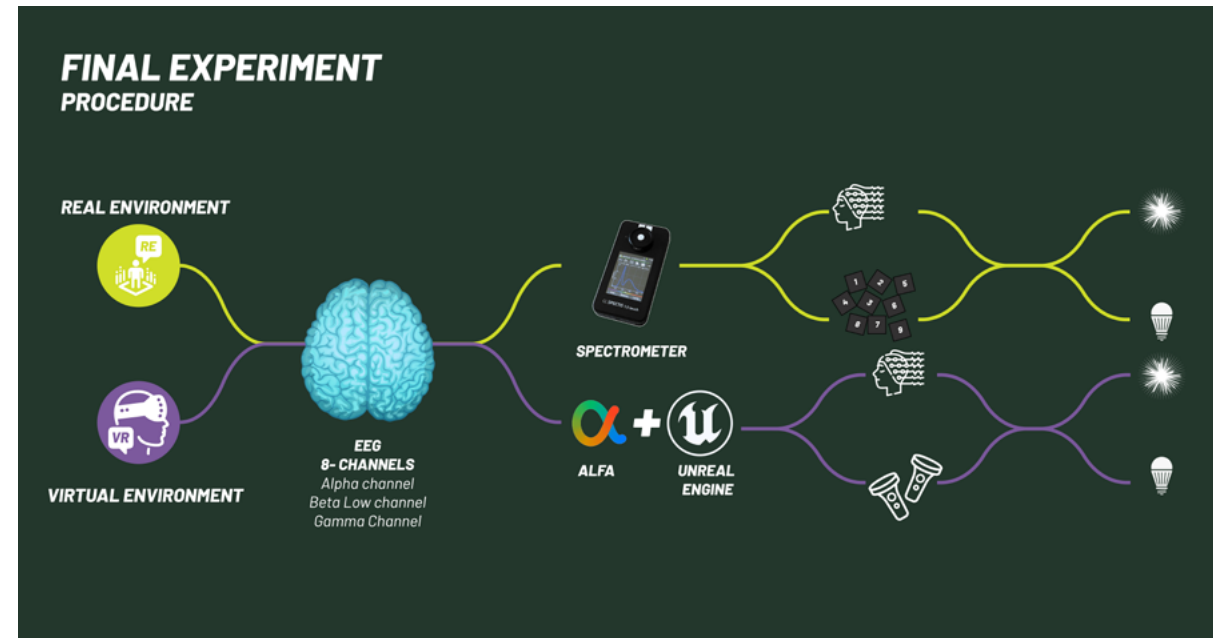 FINAL EXPERIMENT
PROCEDURE
REAL ENVIRONMENT
RE
VR
VIRTUAL ENVIRONMENT
EEG
8- CHANNELS
Alpha channel
Beta Low channel
Gamma Channel
SPECTROMETER
ALFA
+
UNREAL
ENGINE
1 2 5
4 3 6
8 7 9